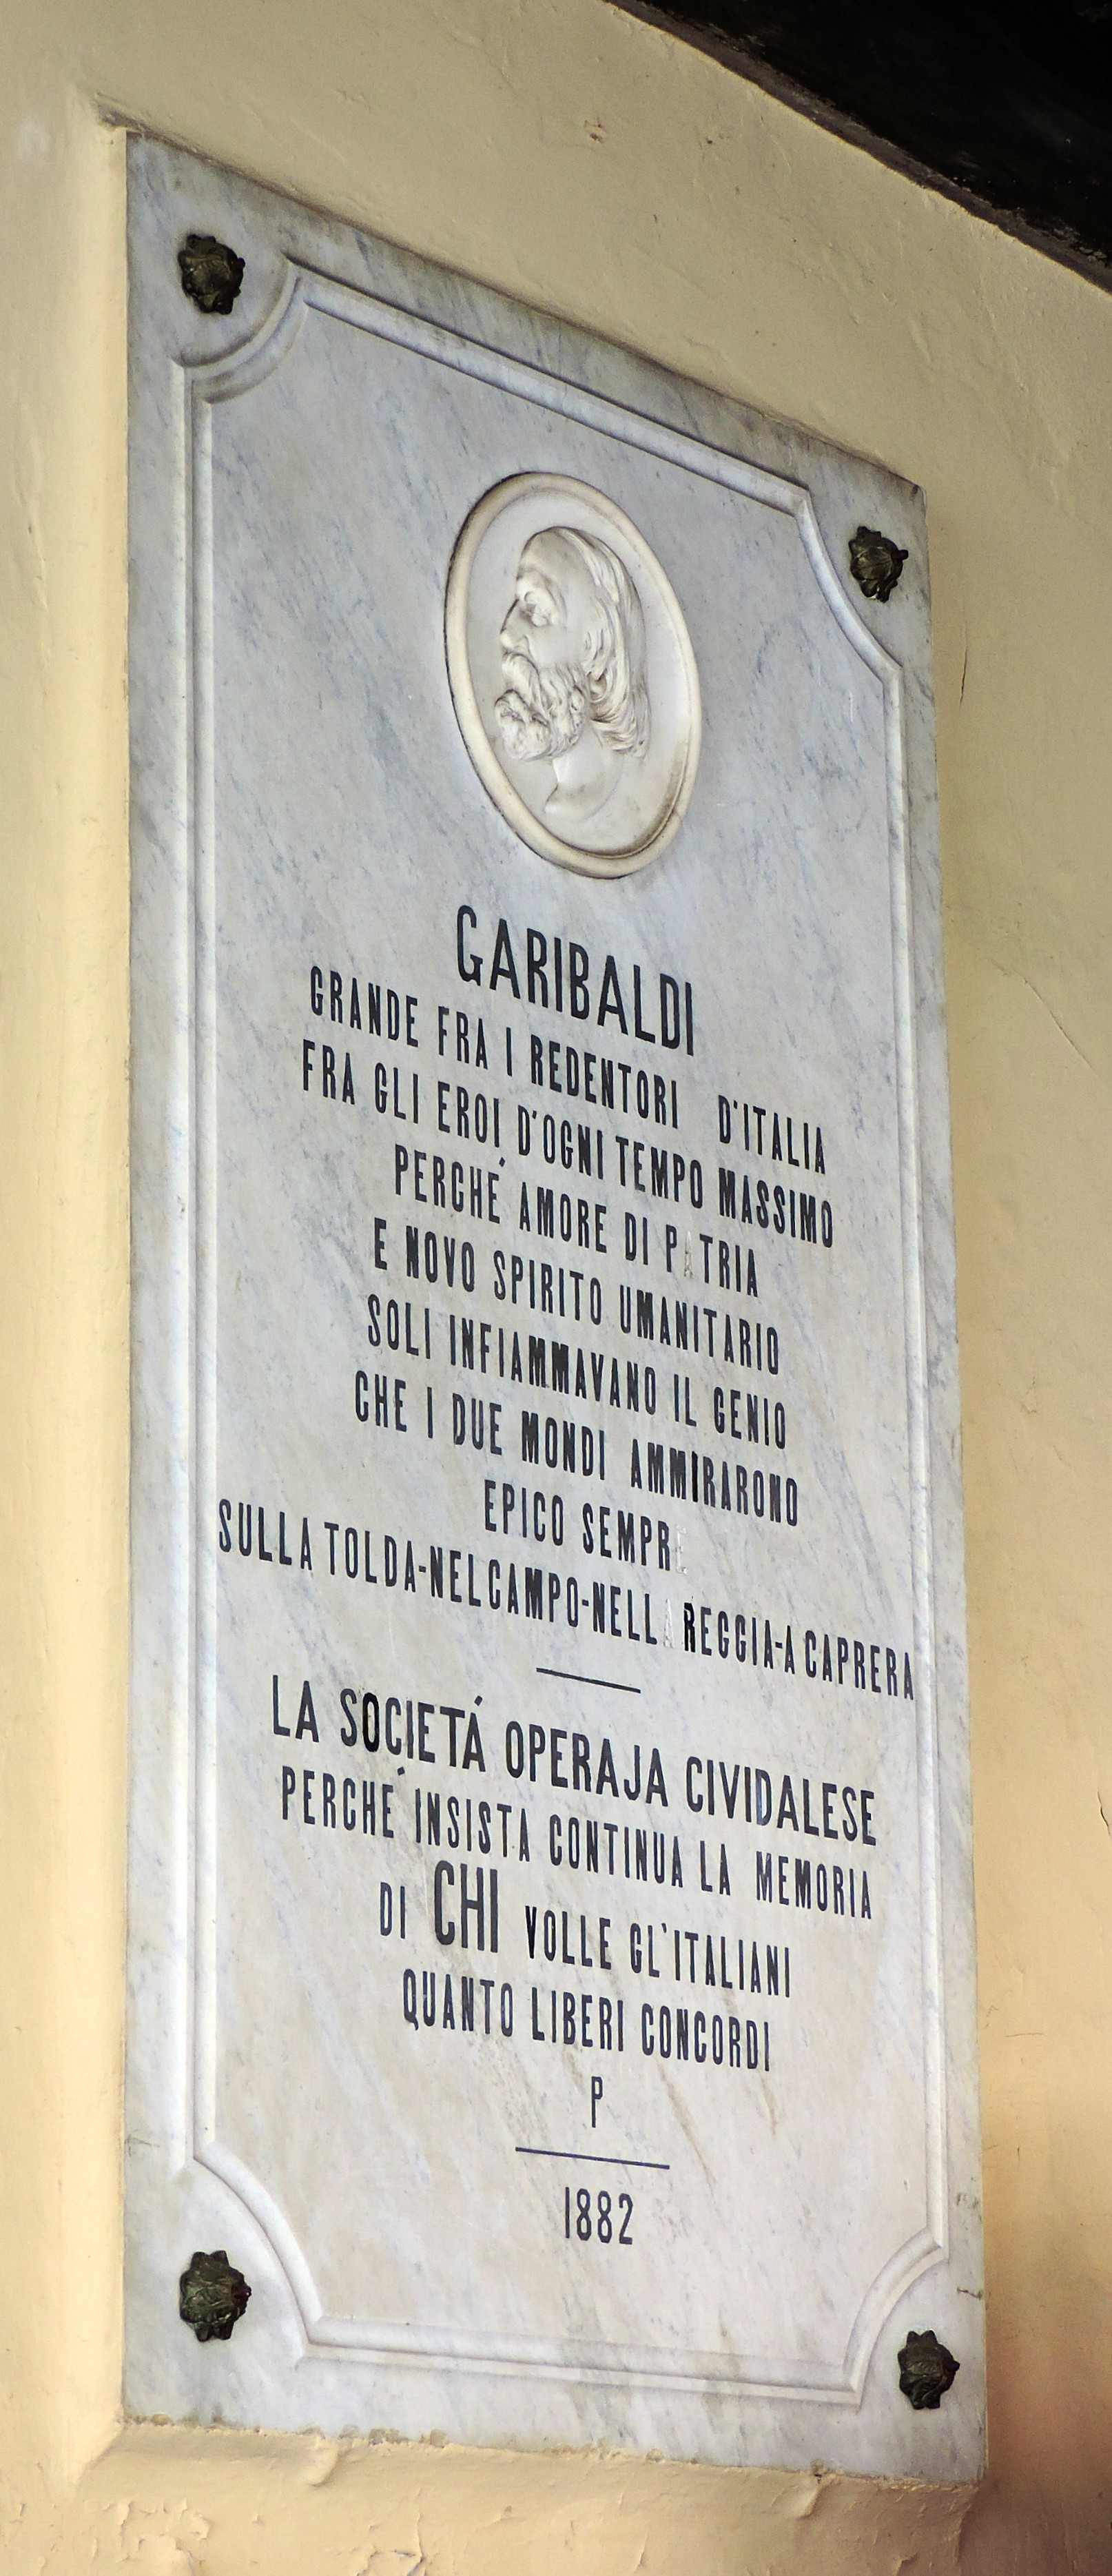 GARIBALDI
GRANDE FRA I REDENTORI D'ITALIA
FRA GLI EROI D'OGNI TEMPO MASSIMO
PERCHÉ AMORE DI PATRIA
E NOVO SPIRITO UMANITARIO
SOLI INFIAMMAVANO IL GENIO
CHE I DUE MONDI AMMIRARONO
EPICO SEMPRE
SULLA TOLDA-NEL CAMPO-NELLA REGGIA-A CAPRERA
LA SOCIETÁ OPERAJA CIVIDALESE
PERCHÉ INSISTA CONTINUA LA MEMORIA
DI CHI VOLLE GL'ITALIANI
QUANTO LIBERI CONCORDI
P
1882